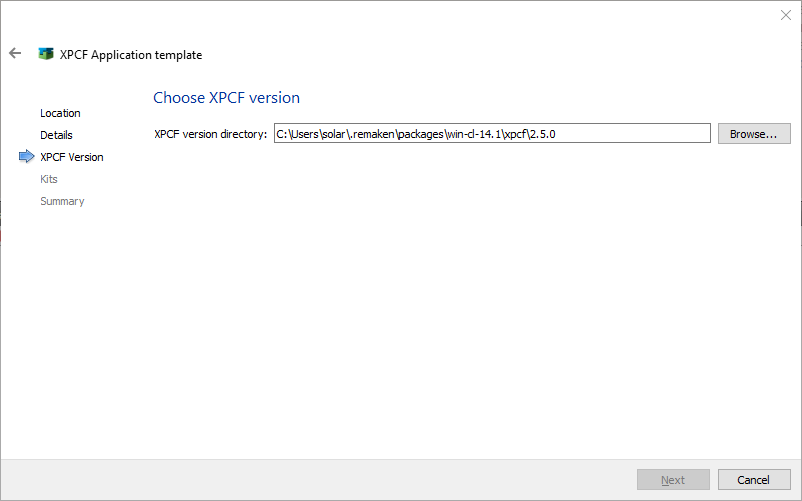 XPCF Application template
Choose XPCF version
Location
XPCF version directory: C:\Users\solar\.remaken\packages\win-cl-14.1\xpcf\2.5.0 Browse...
Details
XPCF Version
Kits
Summary
Next Cancel